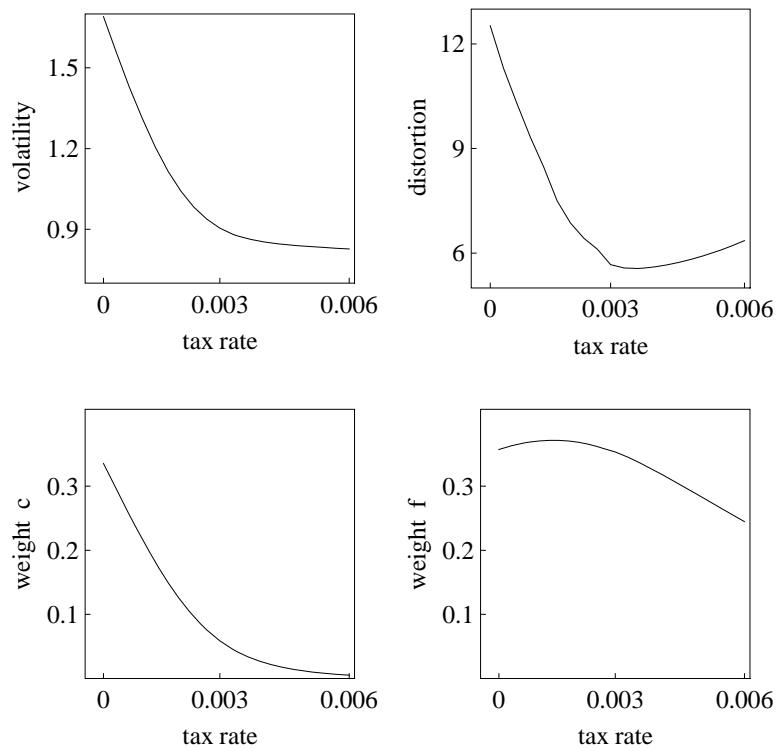 volatility
1.5
1.2
0.9
0 0.003 0.006
tax rate
distortion
12
9
6
0 0.003 0.006
tax rate
weight c
0.3
0.2
0.1
0 0.003 0.006
tax rate
weight f
0.3
0.2
0.1
0 0.003 0.006
tax rate